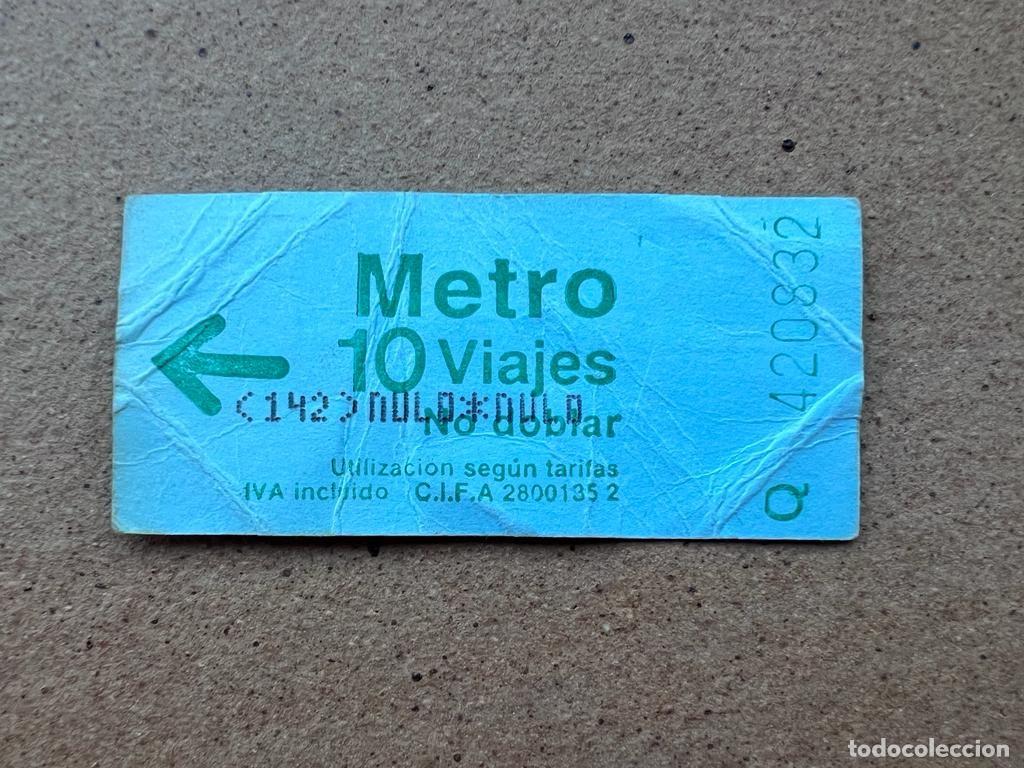 Metro
10 Viajes
(142) NULO*NULO
No doblar
Utilización según tarifas
IVA incluido C.I.F.A 2800135 2
Q 420832
todocoleccion